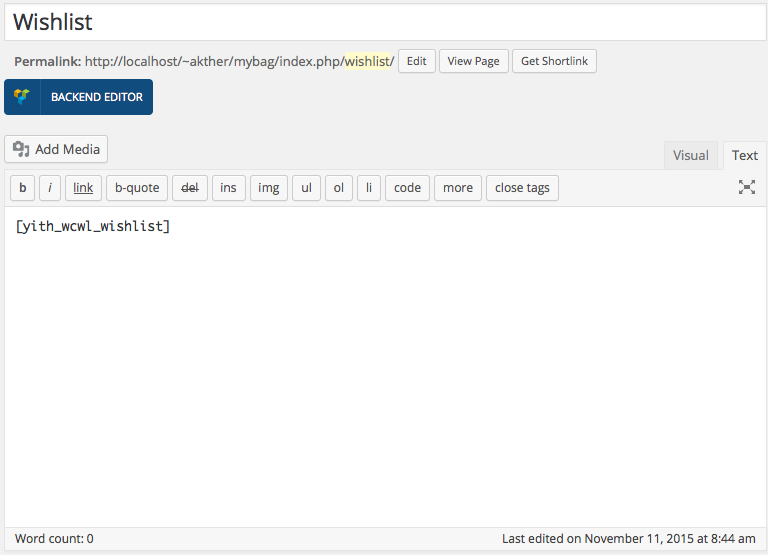 Wishlist
Permalink: http://localhost/~akther/mybag/index.php/wishlist/ Edit View Page Get Shortlink
BACKEND EDITOR
Add Media
Visual Text
b i link b-quote del ins img ul ol li code more close tags
[yith_wcwl_wishlist]
Word count: 0 Last edited on November 11, 2015 at 8:44 am